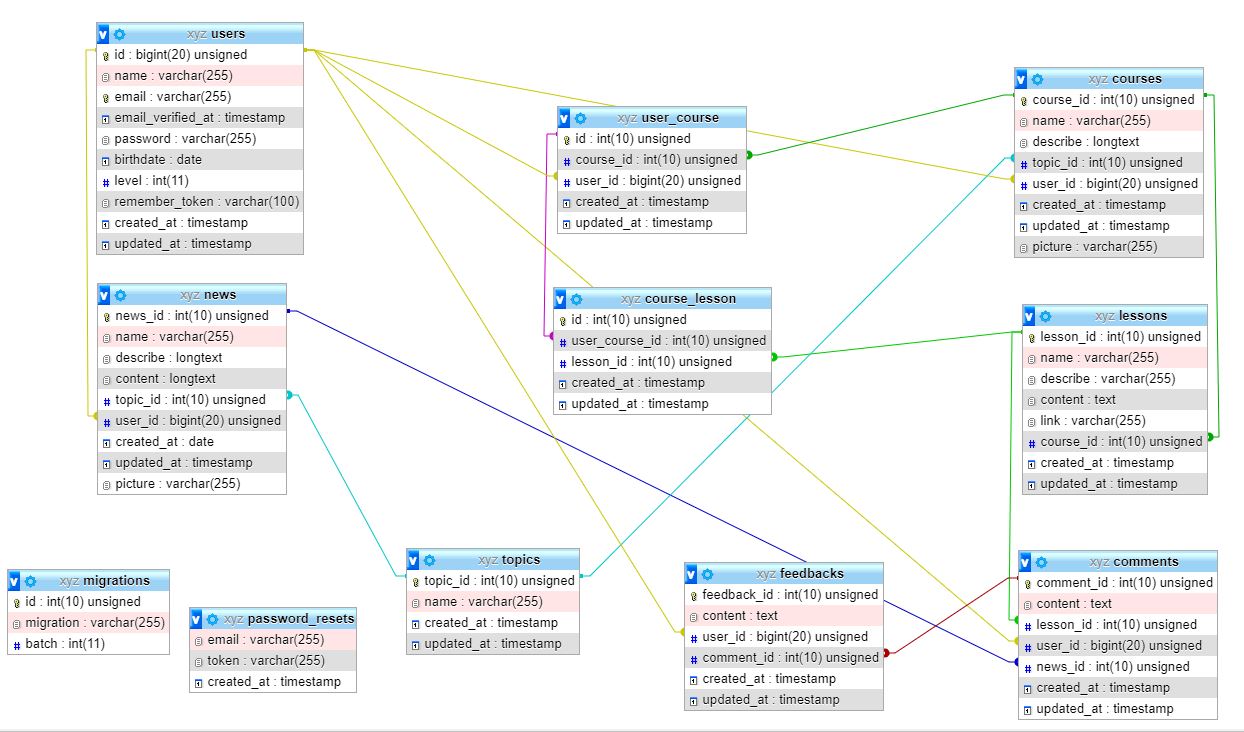 xyz users
id : bigint(20) unsigned
name : varchar(255)
email : varchar(255)
email_verified_at : timestamp
password : varchar(255)
birthdate : date
level : int(11)
remember_token : varchar(100)
created_at : timestamp
updated_at : timestamp
xyz user_course
id : int(10) unsigned
course_id : int(10) unsigned
user_id : bigint(20) unsigned
created_at : timestamp
updated_at : timestamp
xyz courses
course_id : int(10) unsigned
name : varchar(255)
describe : longtext
topic_id : int(10) unsigned
user_id : bigint(20) unsigned
created_at : timestamp
updated_at : timestamp
picture : varchar(255)
xyz news
news_id : int(10) unsigned
name : varchar(255)
describe : longtext
content : longtext
topic_id : int(10) unsigned
user_id : bigint(20) unsigned
created_at : date
updated_at : timestamp
picture : varchar(255)
xyz course_lesson
id : int(10) unsigned
user_course_id : int(10) unsigned
lesson_id : int(10) unsigned
created_at : timestamp
updated_at : timestamp
xyz lessons
lesson_id : int(10) unsigned
name : varchar(255)
describe : varchar(255)
content : text
link : varchar(255)
course_id : int(10) unsigned
created_at : timestamp
updated_at : timestamp
xyz migrations
id : int(10) unsigned
migration : varchar(255)
batch : int(11)
xyz password_resets
email : varchar(255)
token : varchar(255)
created_at : timestamp
xyz topics
topic_id : int(10) unsigned
name : varchar(255)
created_at : timestamp
updated_at : timestamp
xyz feedbacks
feedback_id : int(10) unsigned
content : text
user_id : bigint(20) unsigned
comment_id : int(10) unsigned
created_at : timestamp
updated_at : timestamp
xyz comments
comment_id : int(10) unsigned
content : text
lesson_id : int(10) unsigned
user_id : bigint(20) unsigned
news_id : int(10) unsigned
created_at : timestamp
updated_at : timestamp